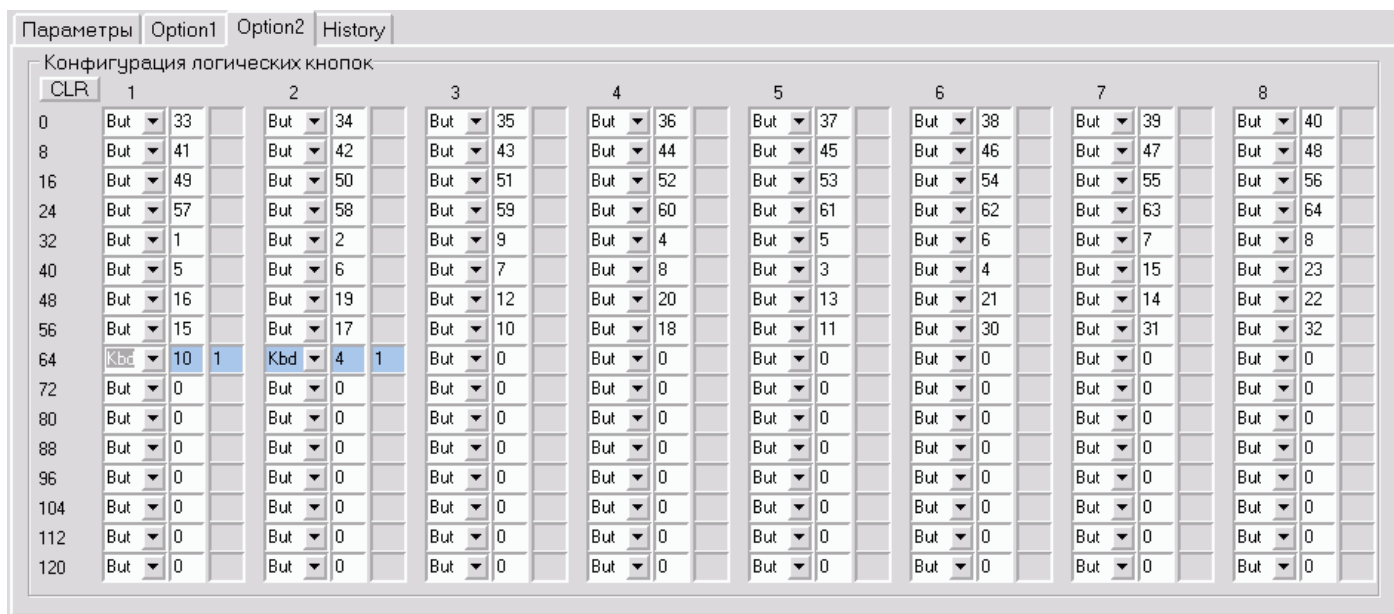 Параметры Option1 Option2 History
Конфигурация логических кнопок
CLR 1 2 3 4 5 6 7 8
0 But 33 But 34 But 35 But 36 But 37 But 38 But 39 But 40
8 But 41 But 42 But 43 But 44 But 45 But 46 But 47 But 48
16 But 49 But 50 But 51 But 52 But 53 But 54 But 55 But 56
24 But 57 But 58 But 59 But 60 But 61 But 62 But 63 But 64
32 But 1 But 2 But 9 But 4 But 5 But 6 But 7 But 8
40 But 5 But 6 But 7 But 8 But 3 But 4 But 15 But 23
48 But 16 But 19 But 12 But 20 But 13 But 21 But 14 But 22
56 But 15 But 17 But 10 But 18 But 11 But 30 But 31 But 32
64 Kbd 10 1 Kbd 4 1 But 0 But 0 But 0 But 0 But 0 But 0
72 But 0 But 0 But 0 But 0 But 0 But 0 But 0 But 0
80 But 0 But 0 But 0 But 0 But 0 But 0 But 0 But 0
88 But 0 But 0 But 0 But 0 But 0 But 0 But 0 But 0
96 But 0 But 0 But 0 But 0 But 0 But 0 But 0 But 0
104 But 0 But 0 But 0 But 0 But 0 But 0 But 0 But 0
112 But 0 But 0 But 0 But 0 But 0 But 0 But 0 But 0
120 But 0 But 0 But 0 But 0 But 0 But 0 But 0 But 0